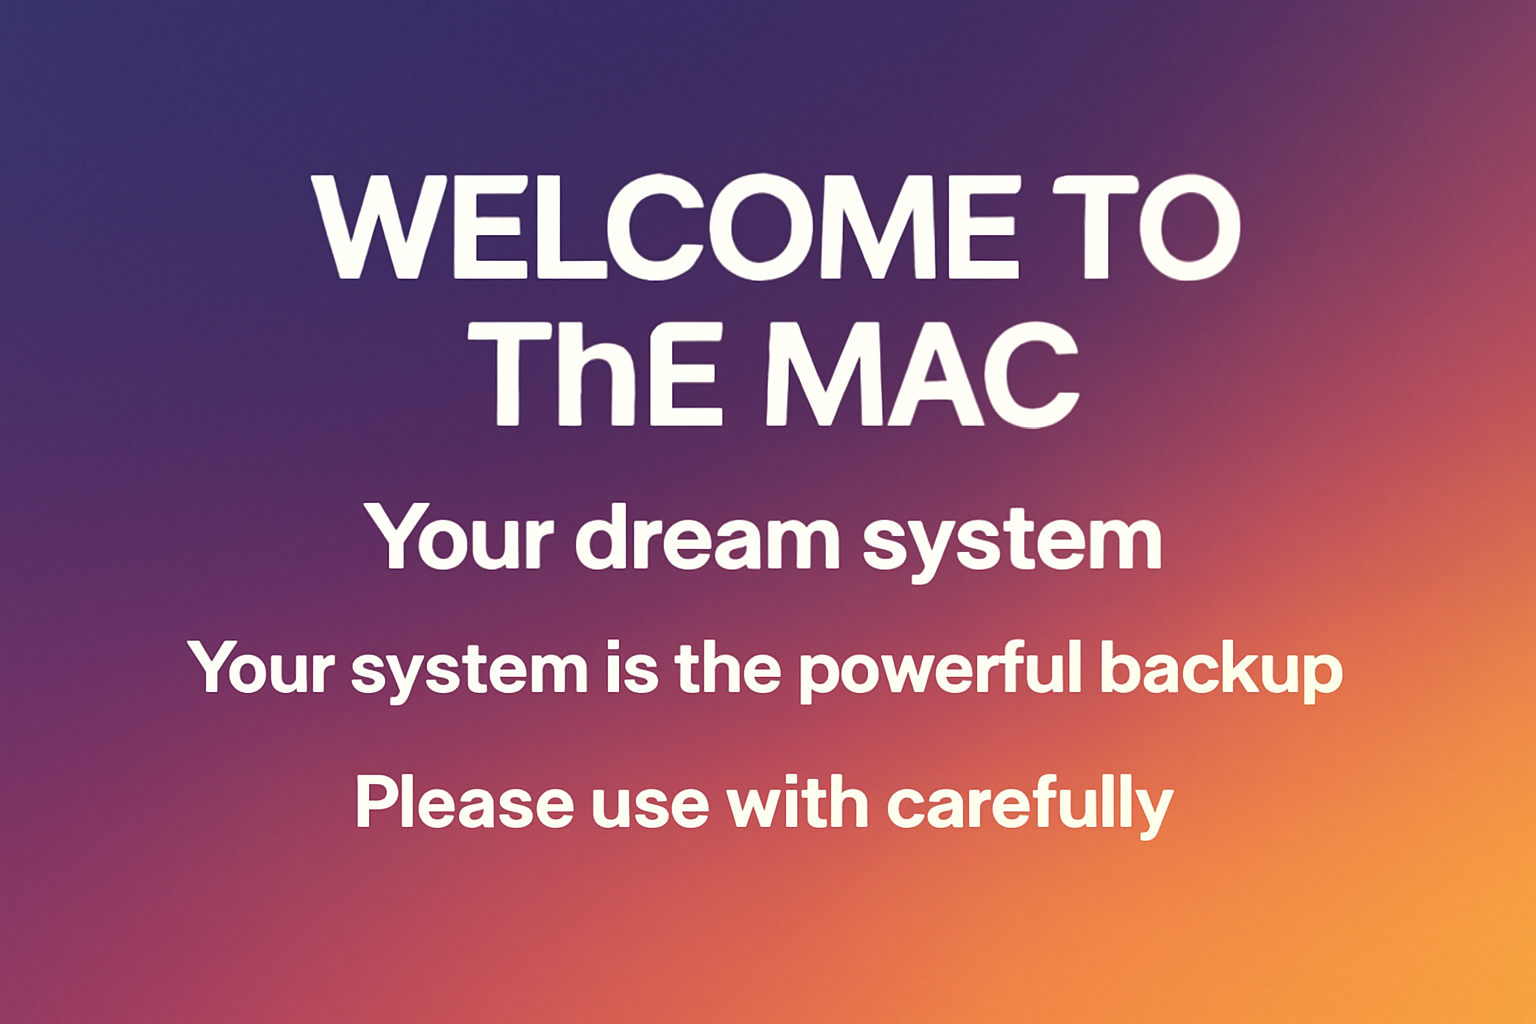 WELCOME TO
ThE MAC
Your dream system
Your system is the powerful backup
Please use with carefully